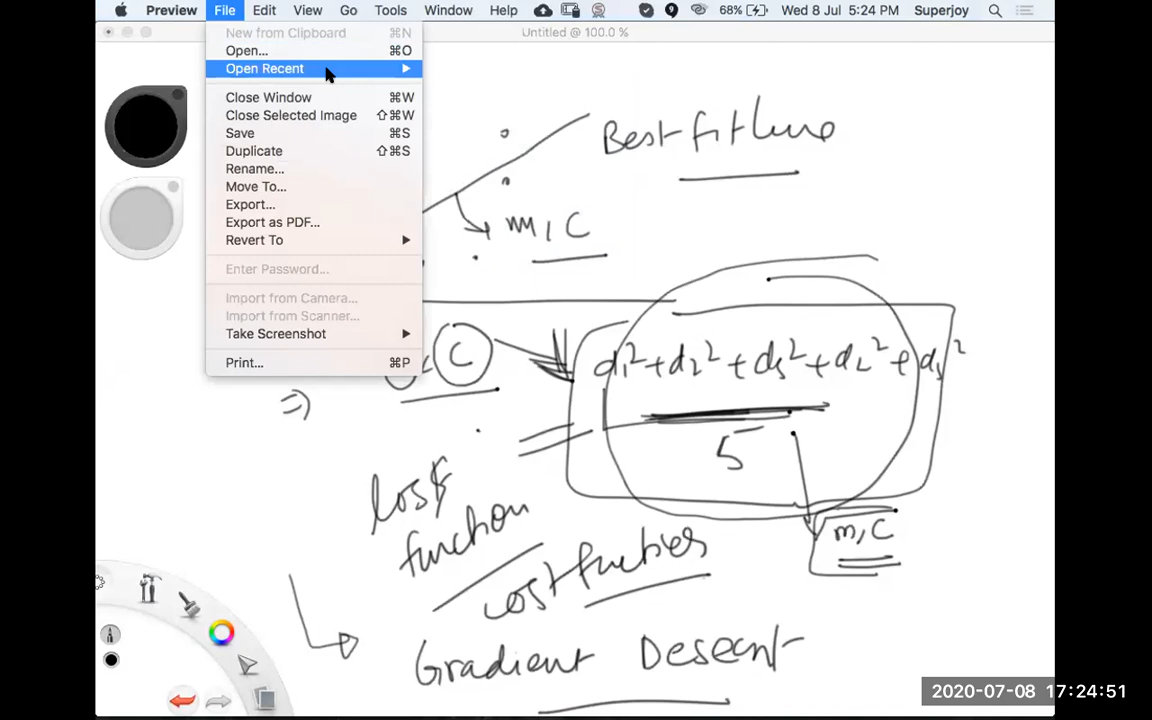 Preview File Edit View Go Tools Window Help 68% Wed 8 Jul 5:24 PM Superjoy
Untitled @ 100.0 %
New from Clipboard ⌘N
Open... ⌘O
Open Recent
Close Window ⌘W
Close Selected Image ⇧⌘W
Save ⌘S
Duplicate ⇧⌘S
Rename...
Move To...
Export...
Export as PDF...
Revert To
Enter Password...
Import from Camera...
Import from Scanner...
Take Screenshot
Print... ⌘P
Best fit line
m, C
C
d1²+d2²+d3²+d2²+d5²
5
=)
loss
function
m, C
cost function
Gradient Descent
2020-07-08 17:24:51